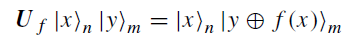 𝑼_f |x⟩_n |y⟩_m = |x⟩_n |y ⊕ f(x)⟩_m